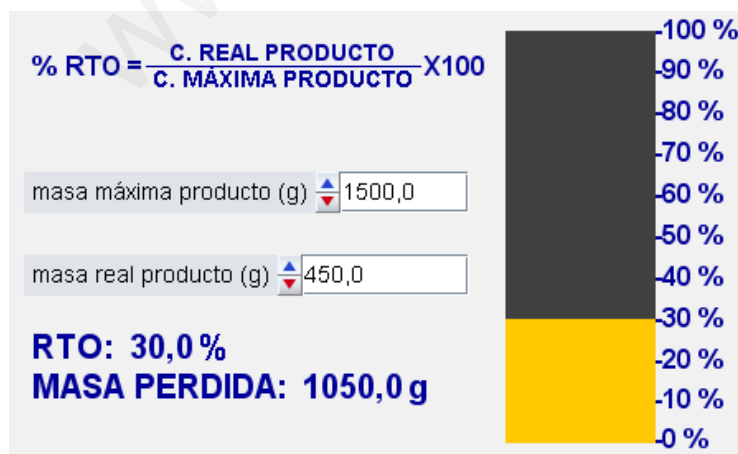 % RTO = C. REAL PRODUCTO
C. MÁXIMA PRODUCTO X100
masa máxima producto (g) 1500,0
masa real producto (g) 450,0
RTO: 30,0 %
MASA PERDIDA: 1050,0 g
100 %
90 %
80 %
70 %
60 %
50 %
40 %
30 %
20 %
10 %
0 %